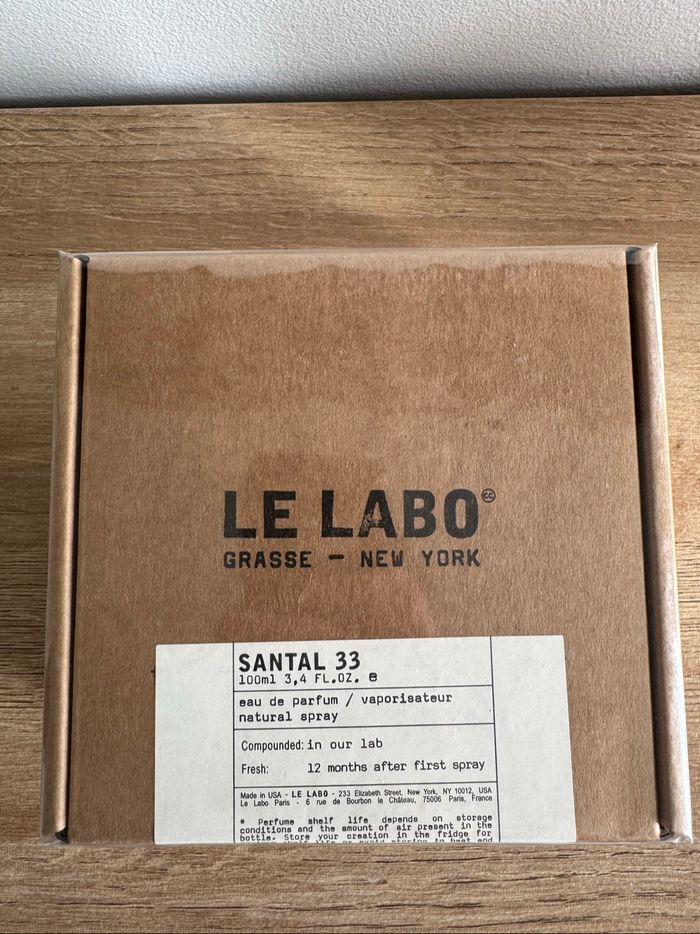 LE LABO
GRASSE — NEW YORK
SANTAL 33
100ml 3,4 FL.OZ. ℮
eau de parfum / vaporisateur
natural spray
Compounded: in our lab
Fresh: 12 months after first spray
Made in USA - LE LABO - 233 Elizabeth Street, New York, NY 10012, USA
Le Labo Paris - 6 rue de Bourbon le Château, 75006 Paris, France
* Perfume shelf life depends on storage
conditions and the amount of air present in the
bottle. Store your creation in the fridge for